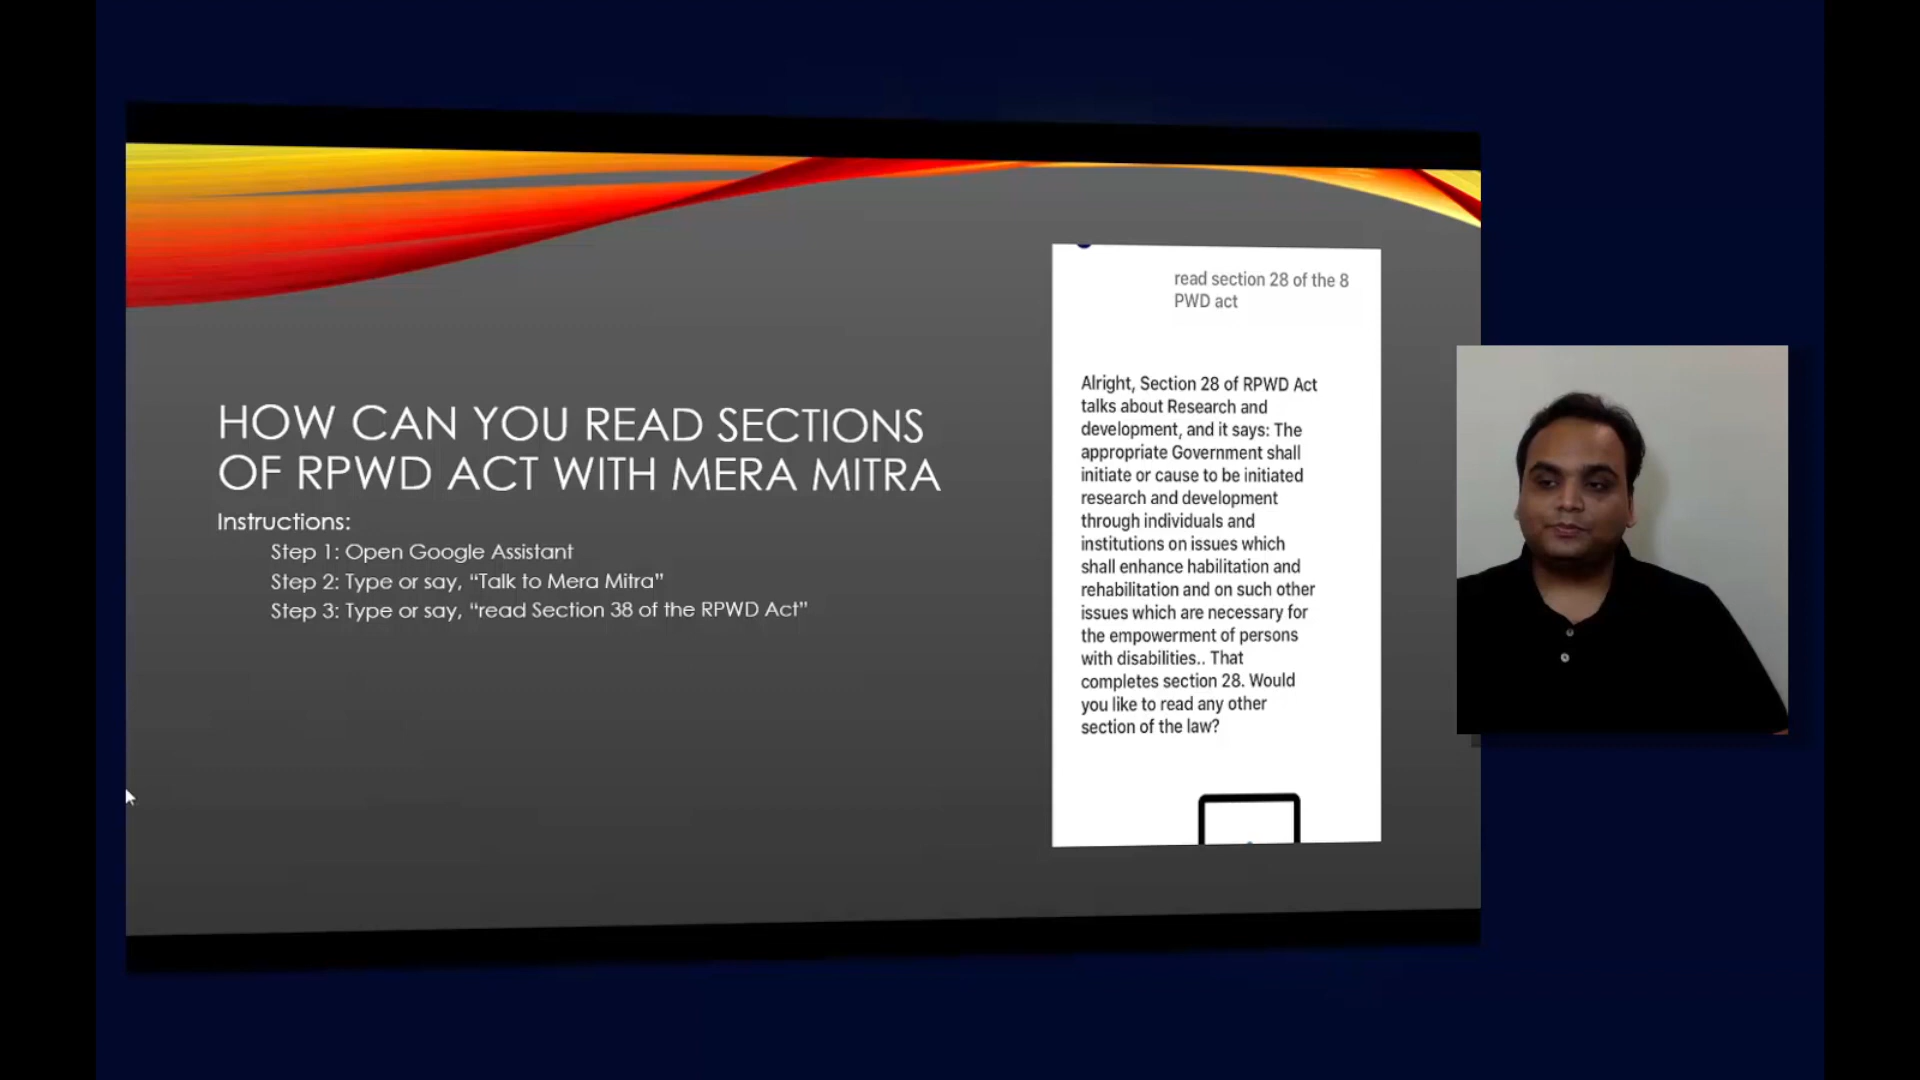 HOW CAN YOU READ SECTIONS
OF RPWD ACT WITH MERA MITRA
Instructions:
Step 1: Open Google Assistant
Step 2: Type or say, “Talk to Mera Mitra”
Step 3: Type or say, “read Section 38 of the RPWD Act”
read section 28 of the 8
PWD act
Alright, Section 28 of RPWD Act
talks about Research and
development, and it says: The
appropriate Government shall
initiate or cause to be initiated
research and development
through individuals and
institutions on issues which
shall enhance habilitation and
rehabilitation and on such other
issues which are necessary for
the empowerment of persons
with disabilities.. That
completes section 28. Would
you like to read any other
section of the law?